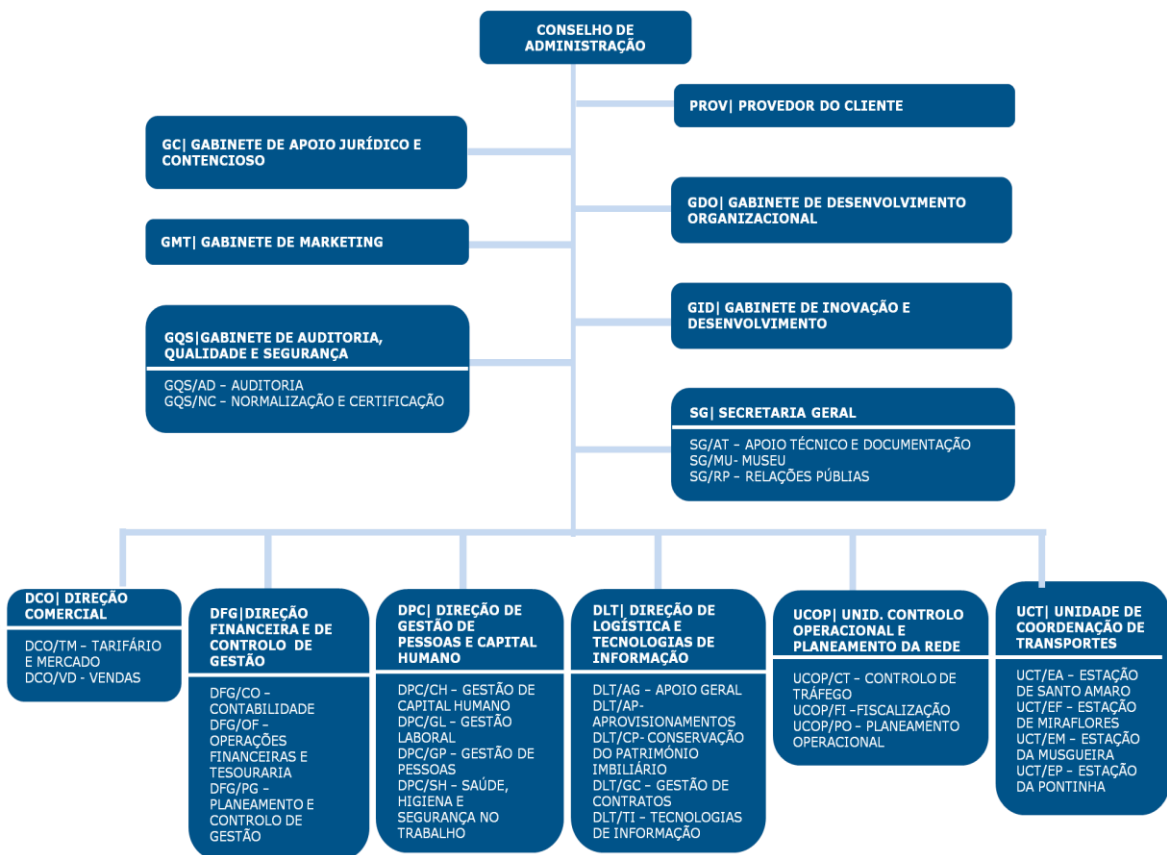 CONSELHO DE
ADMINISTRAÇÃO
PROV| PROVEDOR DO CLIENTE
GC| GABINETE DE APOIO JURÍDICO E
CONTENCIOSO
GDO| GABINETE DE DESENVOLVIMENTO
ORGANIZACIONAL
GMT| GABINETE DE MARKETING
GID| GABINETE DE INOVAÇÃO E
DESENVOLVIMENTO
GQS|GABINETE DE AUDITORIA,
QUALIDADE E SEGURANÇA
GQS/AD – AUDITORIA
GQS/NC – NORMALIZAÇÃO E CERTIFICAÇÃO
SG| SECRETARIA GERAL
SG/AT – APOIO TÉCNICO E DOCUMENTAÇÃO
SG/MU- MUSEU
SG/RP – RELAÇÕES PÚBLIAS
DCO| DIREÇÃO
COMERCIAL
DCO/TM – TARIFÁRIO
E MERCADO
DCO/VD - VENDAS
DFG|DIREÇÃO
FINANCEIRA E DE
CONTROLO DE
GESTÃO
DFG/CO –
CONTABILIDADE
DFG/OF –
OPERAÇÕES
FINANCEIRAS E
TESOURARIA
DFG/PG –
PLANEAMENTO E
CONTROLO DE
GESTÃO
DPC| DIREÇÃO DE
GESTÃO DE
PESSOAS E CAPITAL
HUMANO
DPC/CH – GESTÃO DE
CAPITAL HUMANO
DPC/GL – GESTÃO
LABORAL
DPC/GP – GESTÃO DE
PESSOAS
DPC/SH – SAÚDE,
HIGIENA E
SEGURANÇA NO
TRABALHO
DLT| DIREÇÃO DE
LOGÍSTICA E
TECNOLOGIAS DE
INFORMAÇÃO
DLT/AG – APOIO GERAL
DLT/AP-
APROVISIONAMENTOS
DLT/CP- CONSERVAÇÃO
DO PATRIMÓNIO
IMBILIÁRIO
DLT/GC – GESTÃO DE
CONTRATOS
DLT/TI – TECNOLOGIAS
DE INFORMAÇÃO
UCOP| UNID. CONTROLO
OPERACIONAL E
PLANEAMENTO DA REDE
UCOP/CT – CONTROLO DE
TRÁFEGO
UCOP/FI –FISCALIZAÇÃO
UCOP/PO – PLANEAMENTO
OPERACIONAL
UCT| UNIDADE DE
COORDENAÇÃO DE
TRANSPORTES
UCT/EA – ESTAÇÃO
DE SANTO AMARO
UCT/EF – ESTAÇÃO
DE MIRAFLORES
UCT/EM – ESTAÇÃO
DA MUSGUEIRA
UCT/EP – ESTAÇÃO
DA PONTINHA